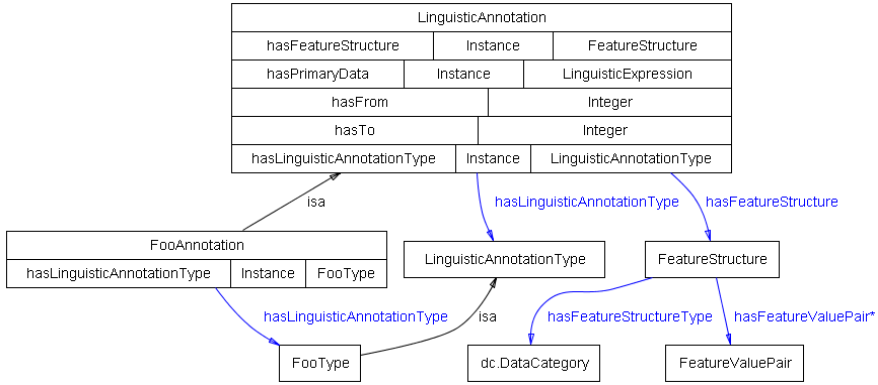 LinguisticAnnotation
hasFeatureStructure Instance FeatureStructure
hasPrimaryData Instance LinguisticExpression
hasFrom Integer
hasTo Integer
hasLinguisticAnnotationType Instance LinguisticAnnotationType
isa hasLinguisticAnnotationType hasFeatureStructure
FooAnnotation
hasLinguisticAnnotationType Instance FooType
LinguisticAnnotationType FeatureStructure
hasLinguisticAnnotationType isa hasFeatureStructureType hasFeatureValuePair*
FooType dc.DataCategory FeatureValuePair